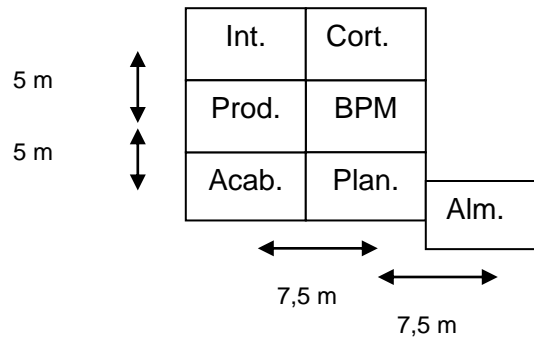 Int. Cort.
5 m
Prod. BPM
5 m
Acab. Plan.
Alm.
7,5 m
7,5 m